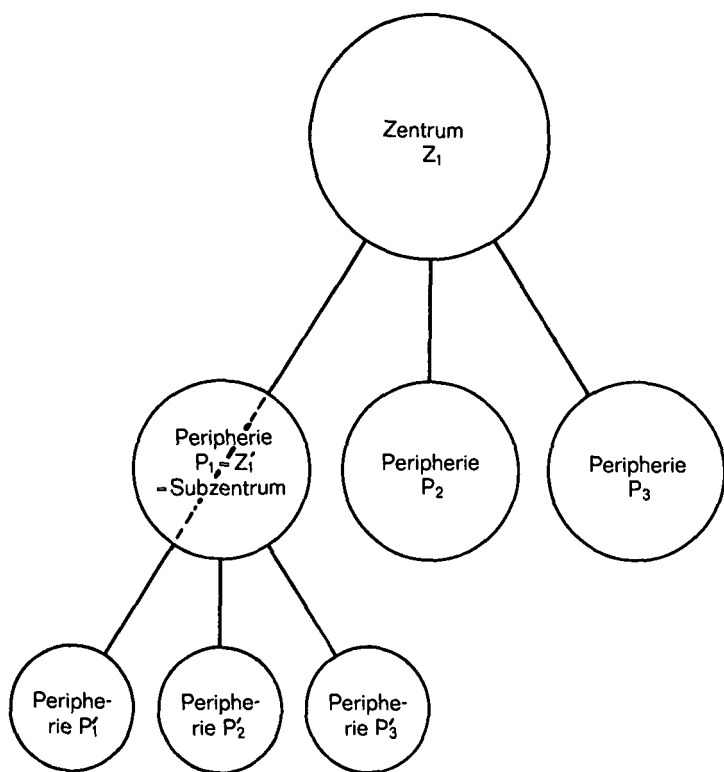 Zentrum
Z₁
Peripherie
P₁ – Z₁′
– Subzentrum
Peripherie
P₂
Peripherie
P₃
Periphe-
rie P₁′
Periphe-
rie P₂′
Periphe-
rie P₃′